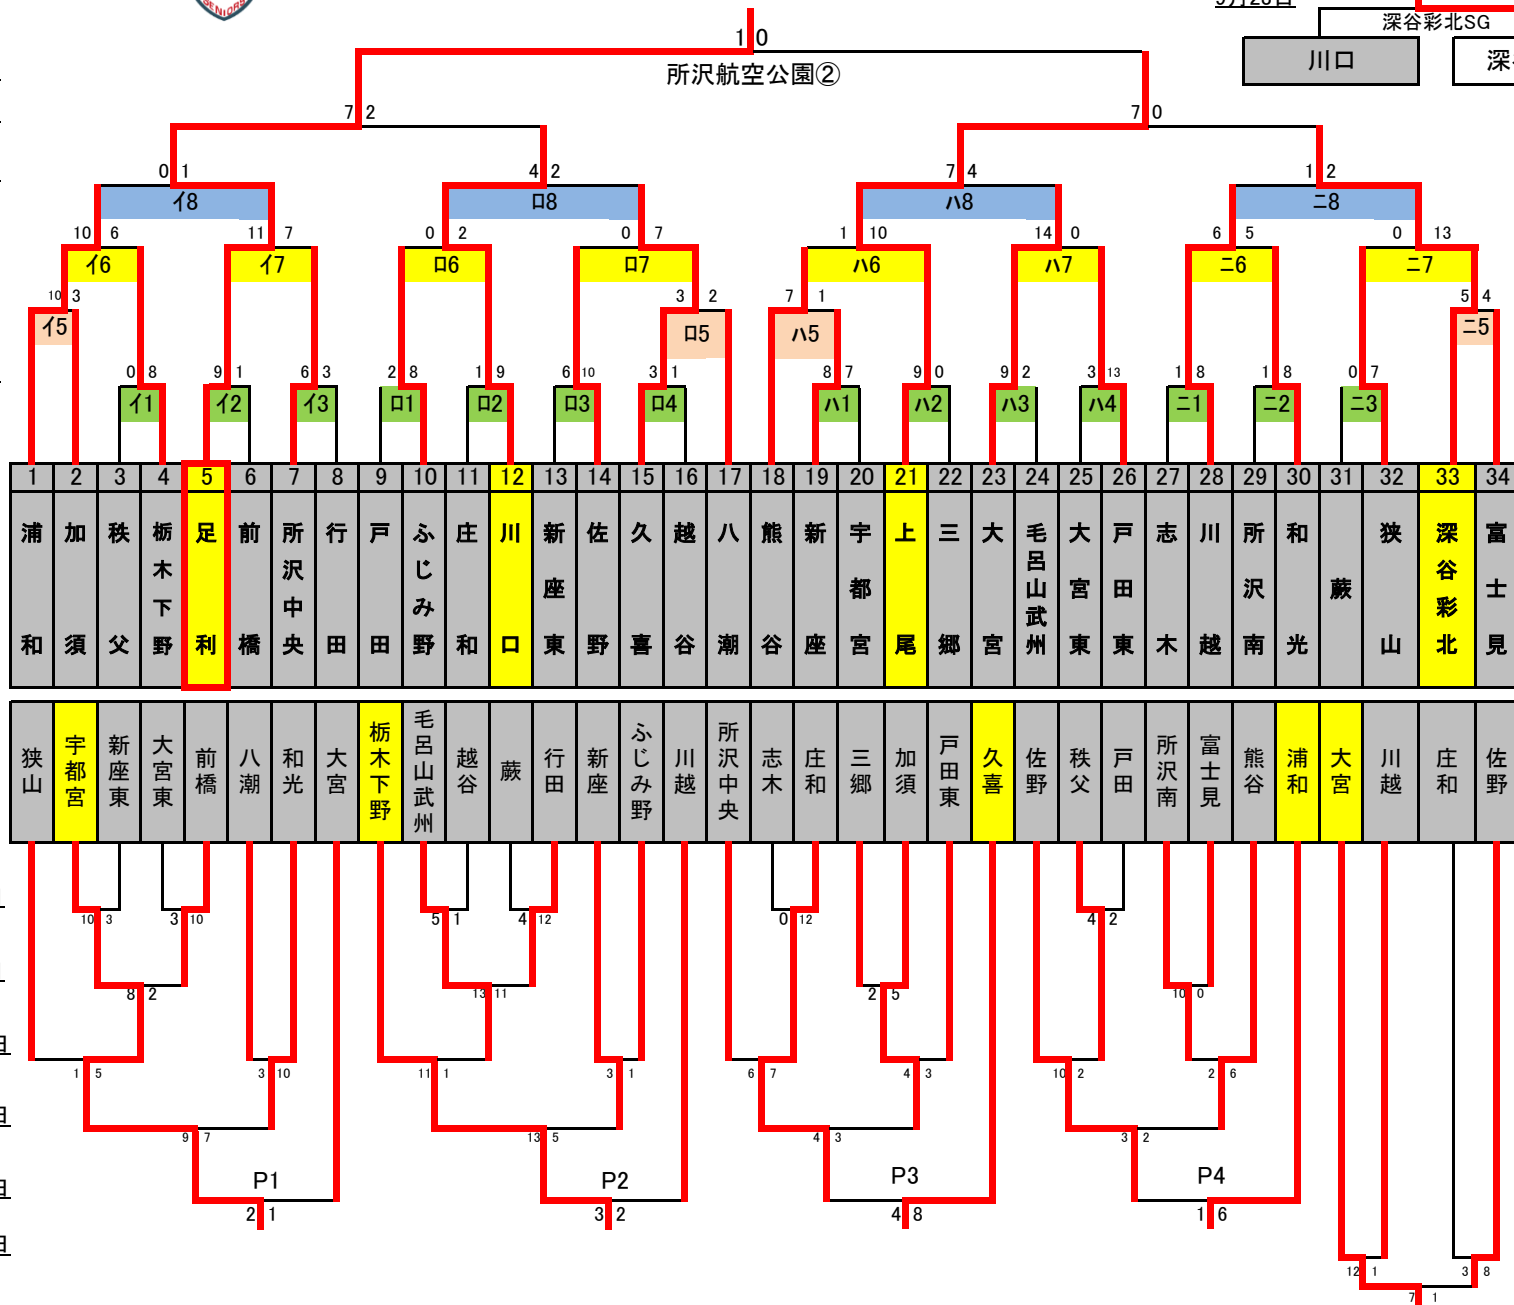 SENIORS
9月23日
深谷彩北SG
川口
深
1 0
所沢航空公園②
7 2
7 0
0 1
4 2
7 4
1 2
イ8
ロ8
ハ8
ニ8
10 6
11 7
0 2
0 7
1 10
14 0
6 5
0 13
イ6
イ7
ロ6
ロ7
ハ6
ハ7
ニ6
ニ7
10 3
3 2
7 1
5 4
イ5
ロ5
ハ5
ニ5
0 8
9 1
6 3
2 8
1 9
6 10
3 1
8 7
9 0
9 2
3 13
1 8
1 8
0 7
イ1
イ2
イ3
ロ1
ロ2
ロ3
ロ4
ハ1
ハ2
ハ3
ハ4
ニ1
ニ2
ニ3
1 2 3 4 5 6 7 8 9 10 11 12 13 14 15 16 17 18 19 20 21 22 23 24 25 26 27 28 29 30 31 32 33 34
浦和
加須
秩父
栃木下野
足利
前橋
所沢中央
行田
戸田
ふじみ野
庄和
川口
新座東
佐野
久喜
越谷
八潮
熊谷
新座
宇都宮
上尾
三郷
大宮
毛呂山武州
大宮東
戸田東
志木
川越
所沢南
和光
蕨
狭山
深谷彩北
富士見
狭山
宇都宮
新座東
大宮東
前橋
八潮
和光
大宮
栃木下野
毛呂山武州
越谷
蕨
行田
新座
ふじみ野
川越
所沢中央
志木
庄和
三郷
加須
戸田東
久喜
佐野
秩父
戸田
所沢南
富士見
熊谷
浦和
大宮
川越
庄和
佐野
10 3
3 10
5 1
4 12
0 12
4 2
8 2
13 11
2 5
10 0
日
1 5
3 10
11 1
3 1
6 7
4 3
10 2
2 6
日
9 7
13 5
4 3
3 2
日
P1
P2
P3
P4
2 1
3 2
4 8
1 6
日
12 1
3 8
7 1